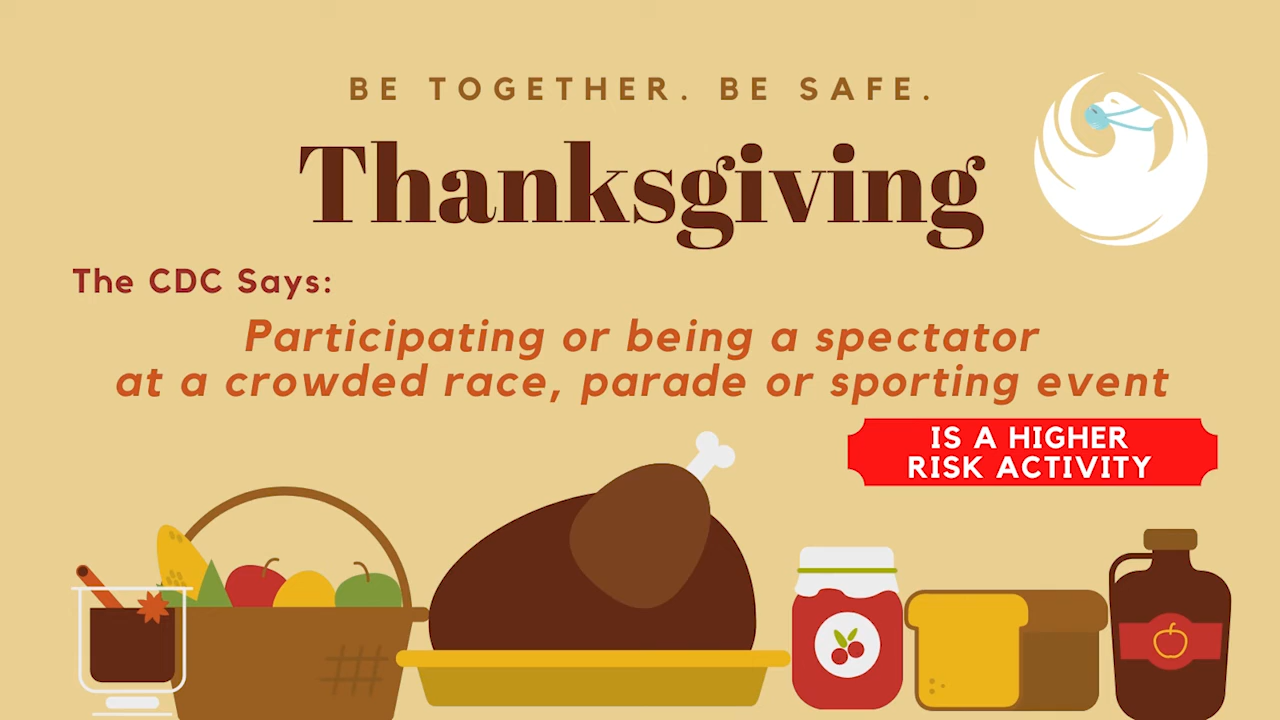 BE TOGETHER. BE SAFE.
Thanksgiving
The CDC Says:
Participating or being a spectator
at a crowded race, parade or sporting event
IS A HIGHER
RISK ACTIVITY